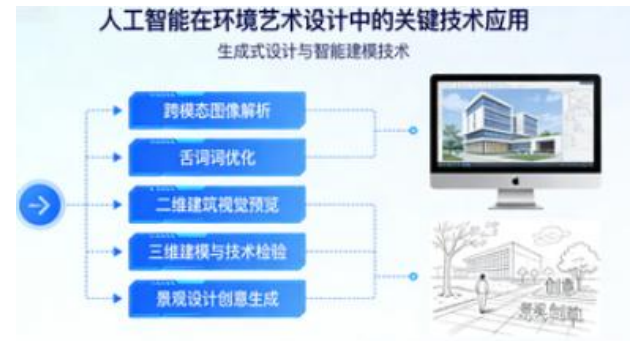 人工智能在环境艺术设计中的关键技术应用
生成式设计与智能建模技术
跨模态图像解析
舌词词优化
二维建筑视觉预览
三维建模与技术检验
景观设计创意生成
创意